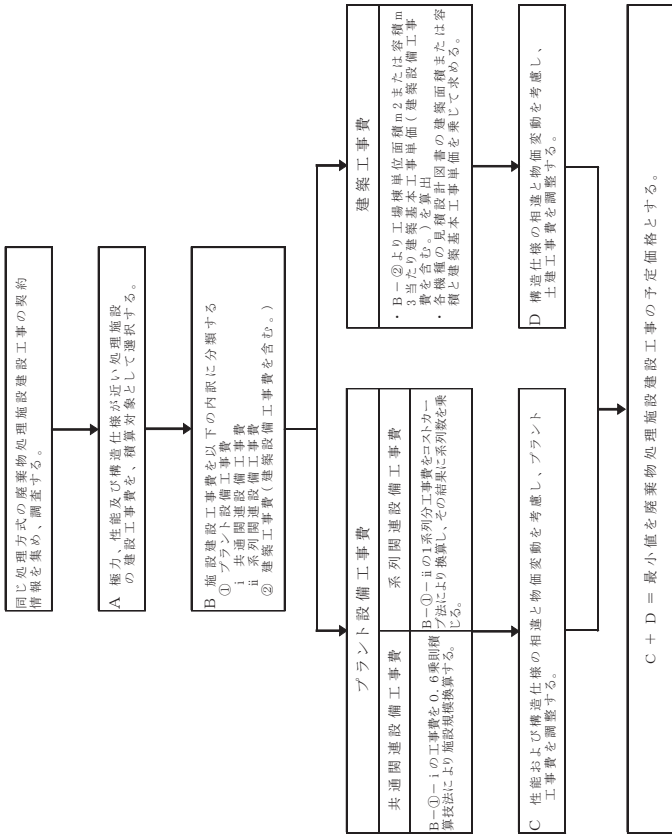 同じ処理方式の廃棄物処理施設建設工事の契約
情報を集め、調査する。
A 極力、性能及び構造仕様が近い処理施設
の建設工事費を、積算対象として選択する。
B 施設建設工事費を以下の内訳に分類する
① プラント設備工事費
ⅰ 共通関連設備工事費
ⅱ 系列関連設備工事費
② 建築工事費(建築設備工事費を含む。)
プラント設備工事費
共通関連設備工事費
B-①-ⅰの工事費を0.6乗則積
算技法により施設規模換算する。
系列関連設備工事費
B-①-ⅱの1系列分工事費をコストカー
ブ法により換算し、その結果に系列数を乗
じる。
建築工事費
・B-②より工場棟単位面積m2または容積m
3当たり建築基本工事単価(建築設備工事
費を含む。)を算出
・各機種の見積設計図書の建築面積または容
積と建築基本工事単価を乗じて求める。
C 性能および構造仕様の相違と物価変動を考慮し、プラント
工事費を調整する。
D 構造仕様の相違と物価変動を考慮し、
土建工事費を調整する。
C+D=最小値を廃棄物処理施設建設工事の予定価格とする。